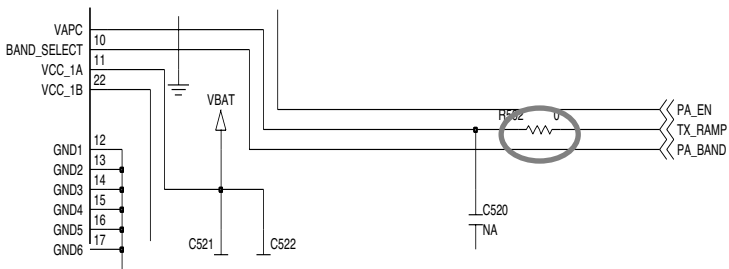 VAPC
BAND_SELECT 10
VCC_1A 11
VCC_1B 22
VBAT
GND1 12
GND2 13
GND3 14
GND4 15
GND5 16
GND6 17
C521
C522
0
C520
NA
PA_EN
TX_RAMP
PA_BAND